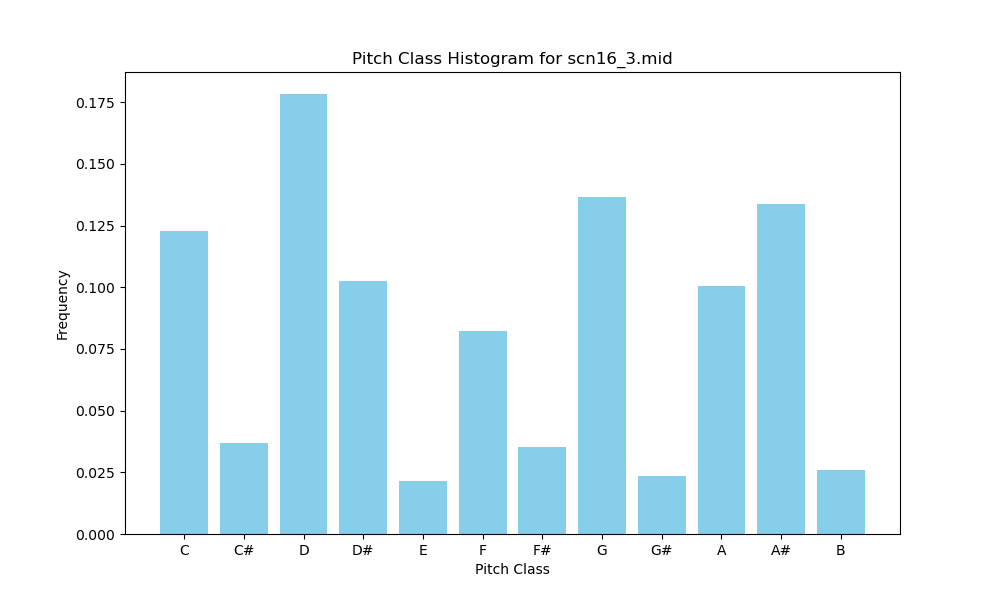 Pitch Class Histogram for scn16_3.mid
Frequency
0.175
0.150
0.125
0.100
0.075
0.050
0.025
0.000
C C# D D# E F F# G G# A A# B
Pitch Class